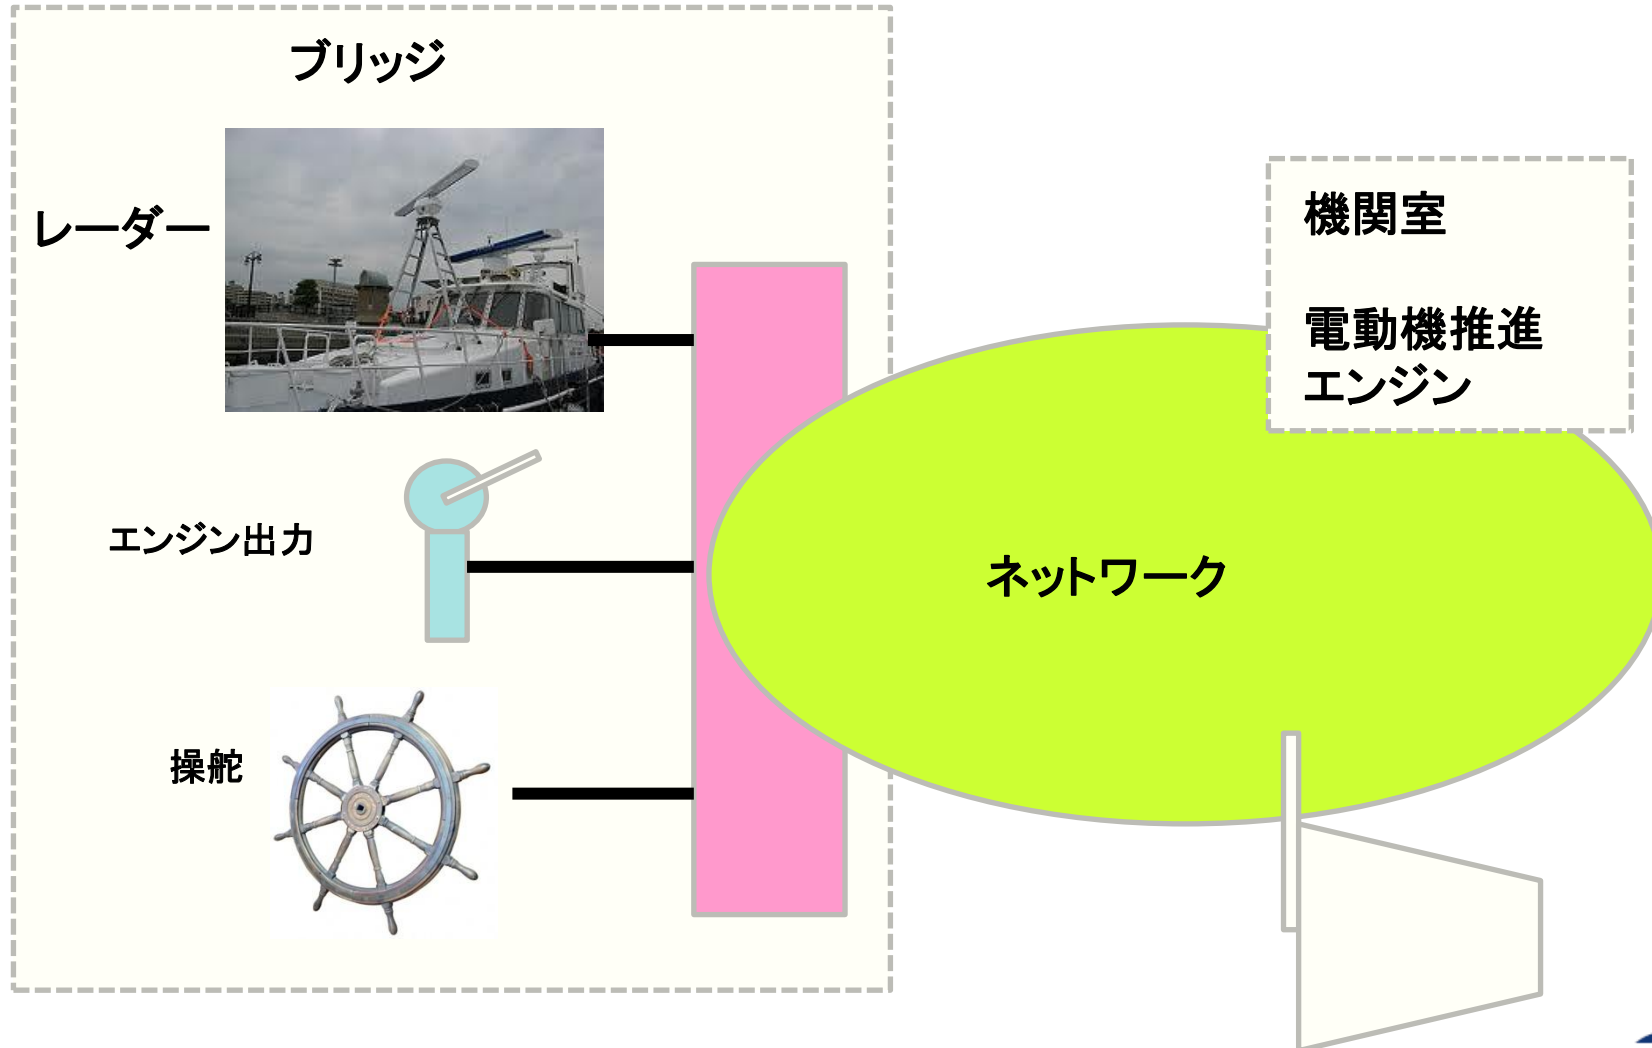 ブリッジ
レーダー
機関室
電動機推進
エンジン
エンジン出力
ネットワーク
操舵